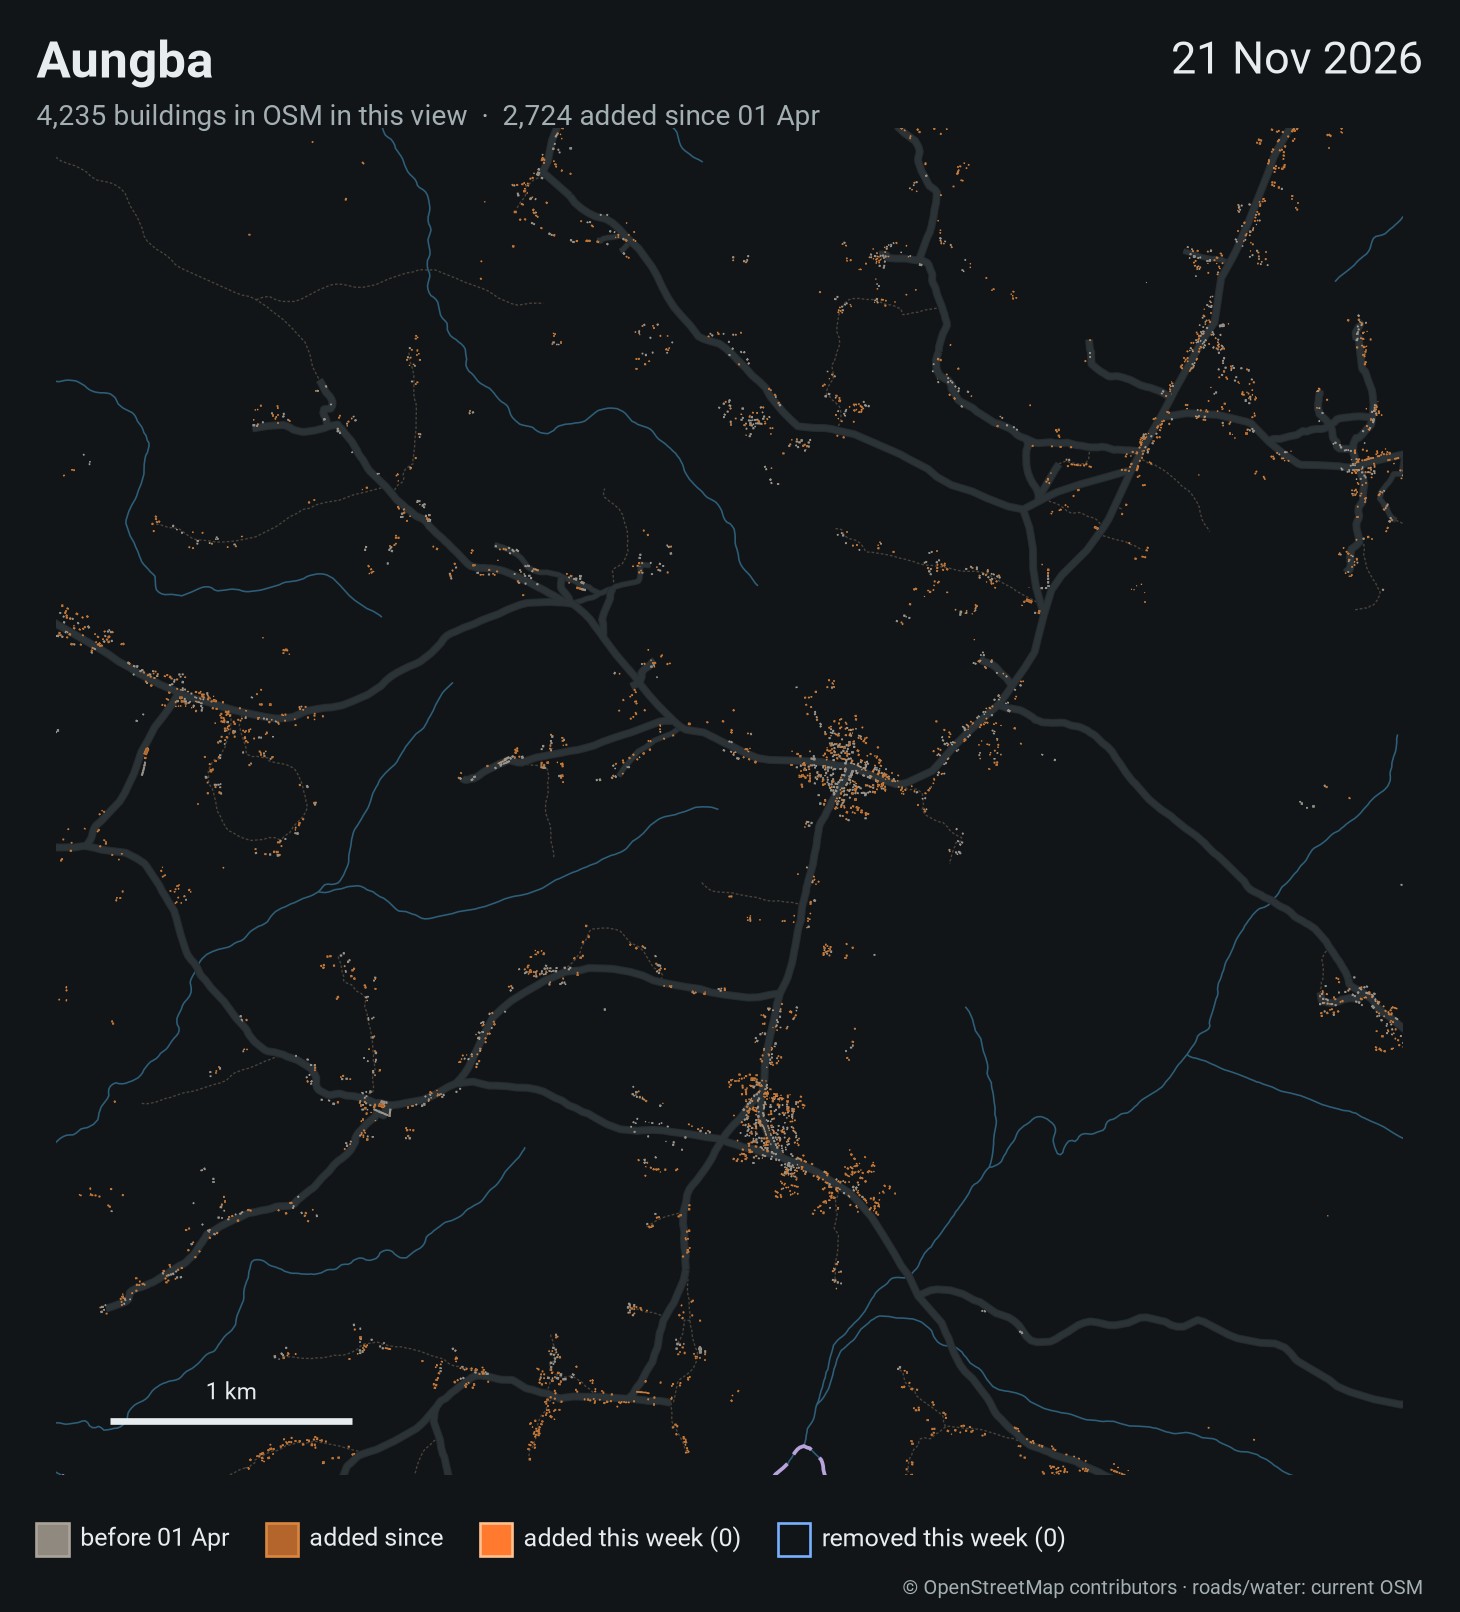 Aungba
21 Nov 2026
4,235 buildings in OSM in this view · 2,724 added since 01 Apr
1 km
before 01 Apr
added since
added this week (0)
removed this week (0)
© OpenStreetMap contributors · roads/water: current OSM